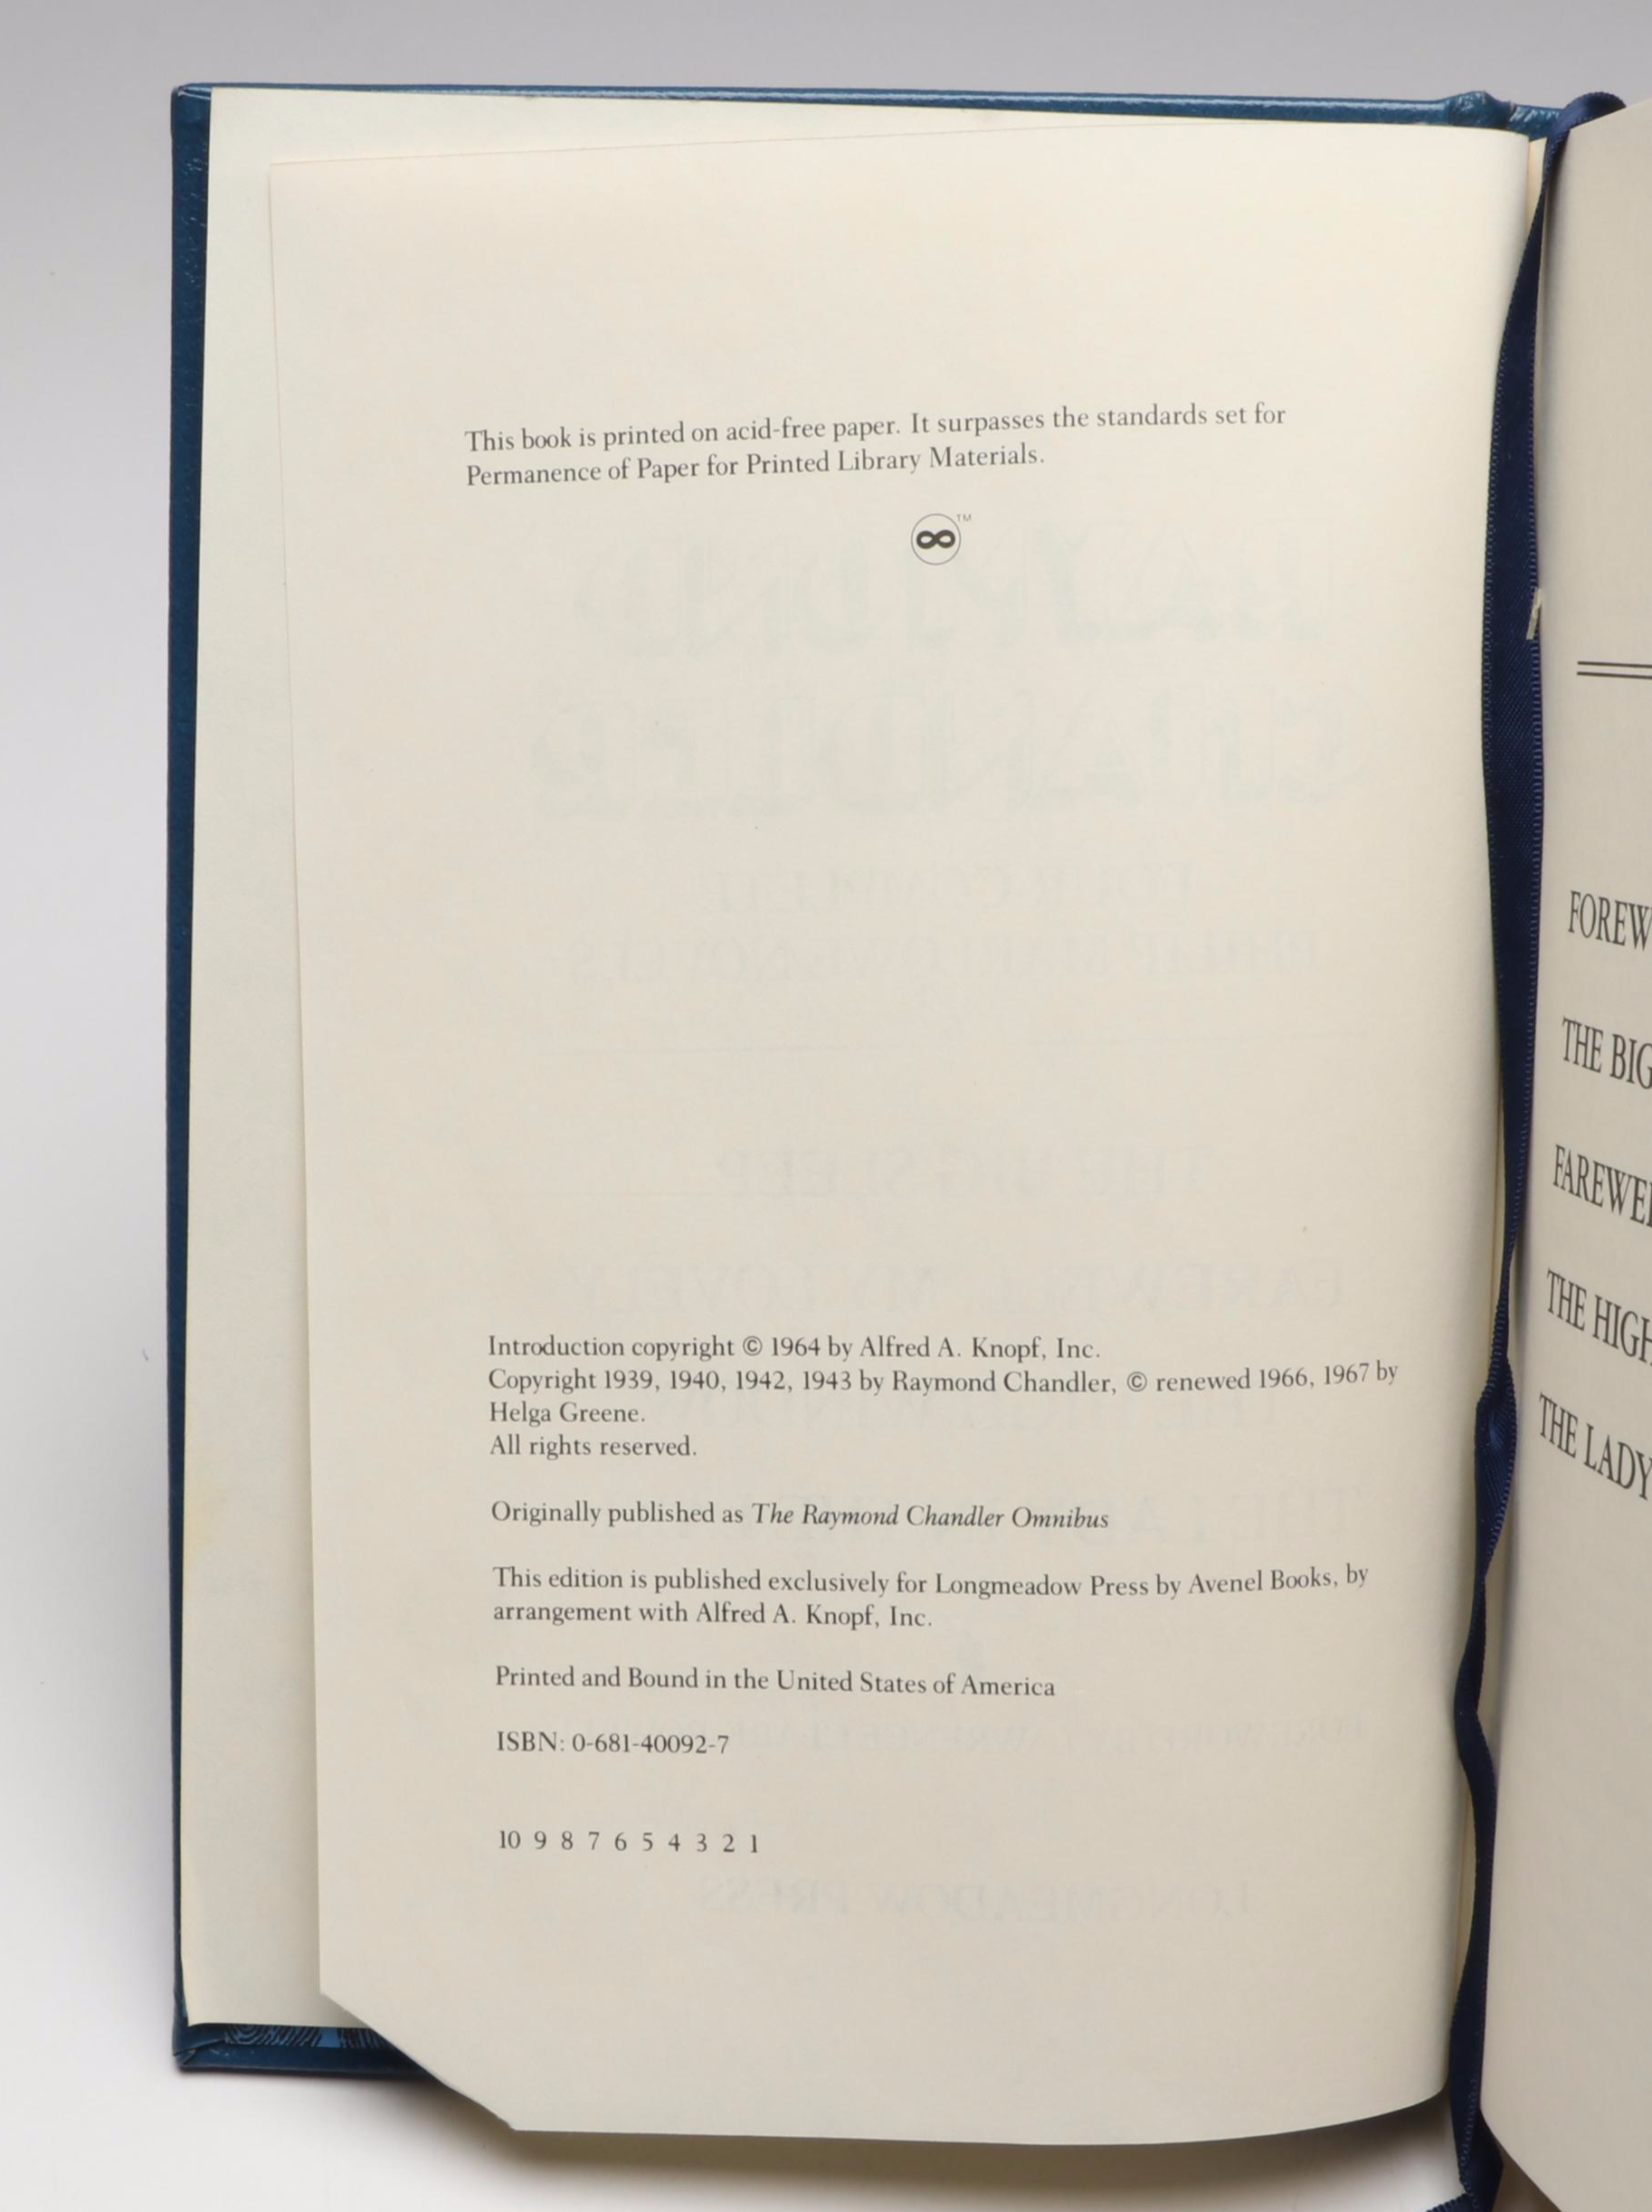 This book is printed on acid-free paper. It surpasses the standards set for
Permanence of Paper for Printed Library Materials.
∞™
Introduction copyright © 1964 by Alfred A. Knopf, Inc.
Copyright 1939, 1940, 1942, 1943 by Raymond Chandler, © renewed 1966, 1967 by
Helga Greene.
All rights reserved.
Originally published as The Raymond Chandler Omnibus
This edition is published exclusively for Longmeadow Press by Avenel Books, by
arrangement with Alfred A. Knopf, Inc.
Printed and Bound in the United States of America
ISBN: 0-681-40092-7
10 9 8 7 6 5 4 3 2 1
FOREW
THE BIG
FAREWEL
THE HIGH
THE LADY